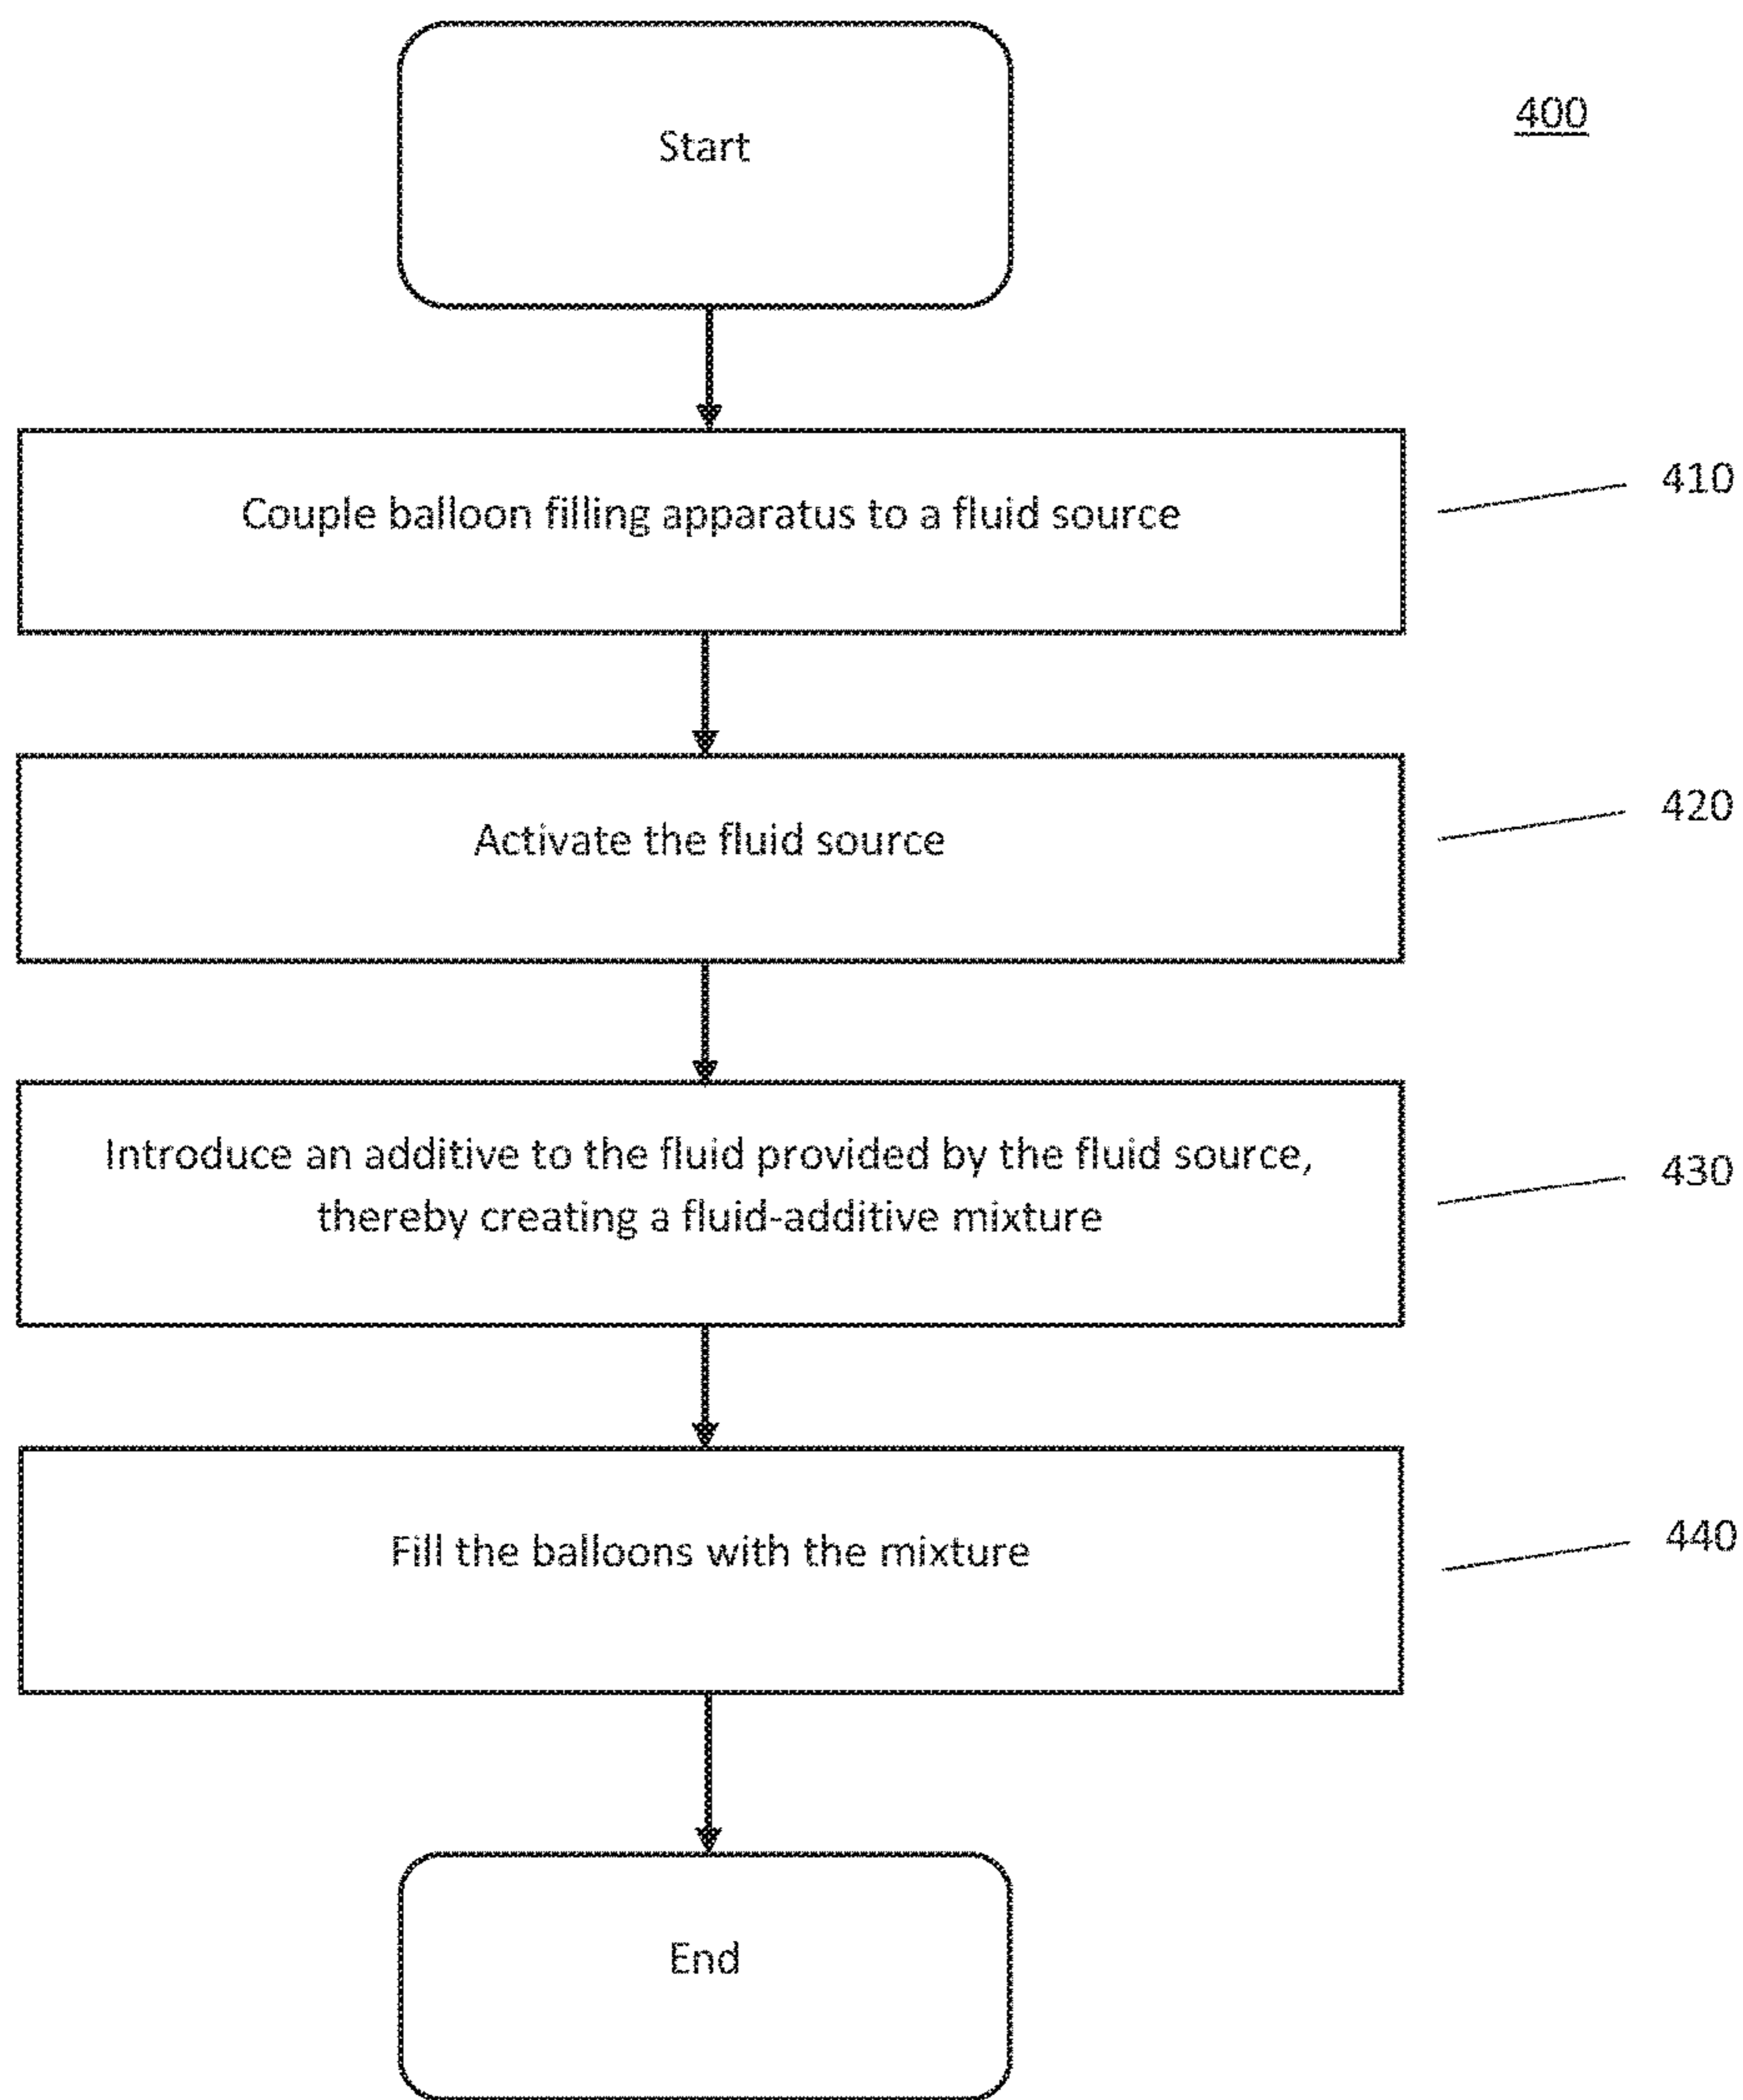 Start
400
Couple balloon filling apparatus to a fluid source
410
Activate the fluid source
420
Introduce an additive to the fluid provided by the fluid source,
thereby creating a fluid-additive mixture
430
Fill the balloons with the mixture
440
End